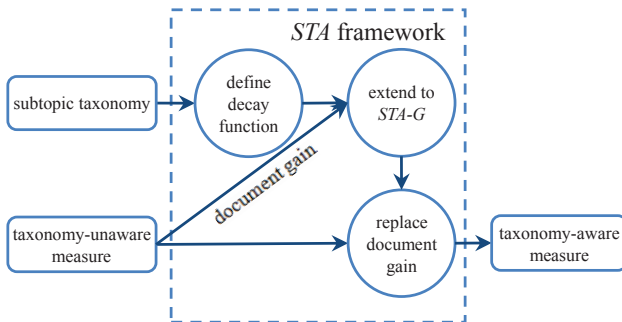 STA framework
subtopic taxonomy
define
decay
function
extend to
STA-G
document gain
taxonomy-unaware
measure
replace
document
gain
taxonomy-aware
measure